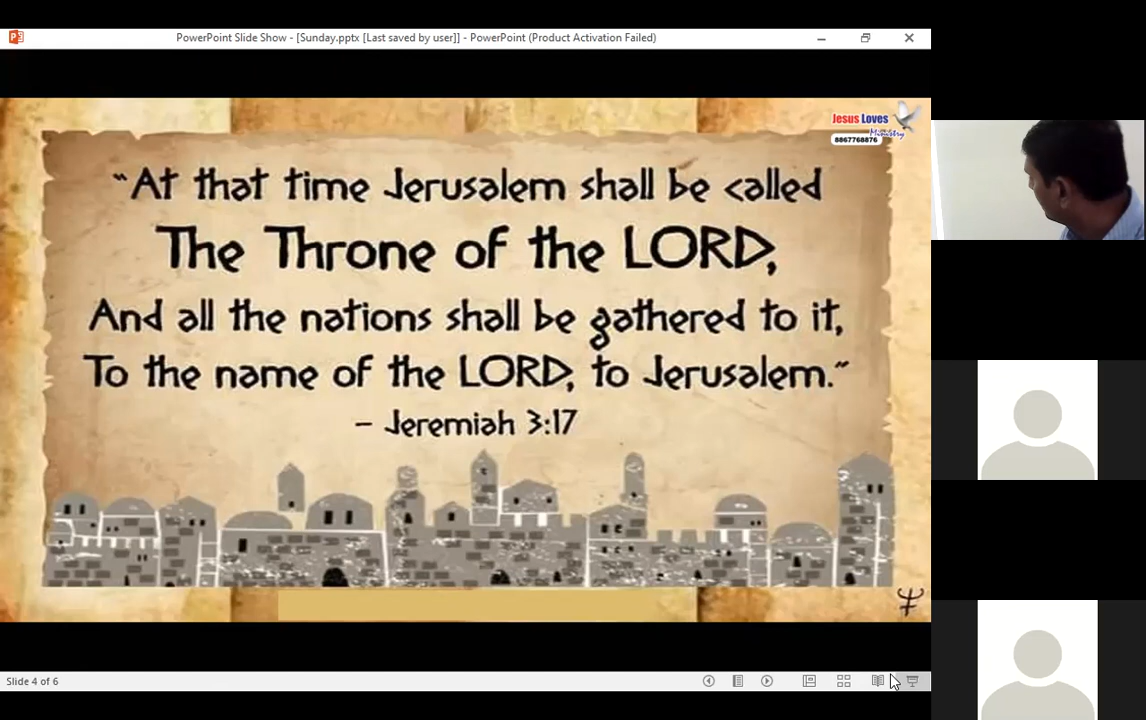 PowerPoint Slide Show - [Sunday.pptx [Last saved by user]] - PowerPoint (Product Activation Failed)
Jesus Loves
Ministry
8867768876
"At that time Jerusalem shall be called
The Throne of the LORD,
And all the nations shall be gathered to it,
To the name of the LORD, to Jerusalem."
- Jeremiah 3:17
Slide 4 of 6